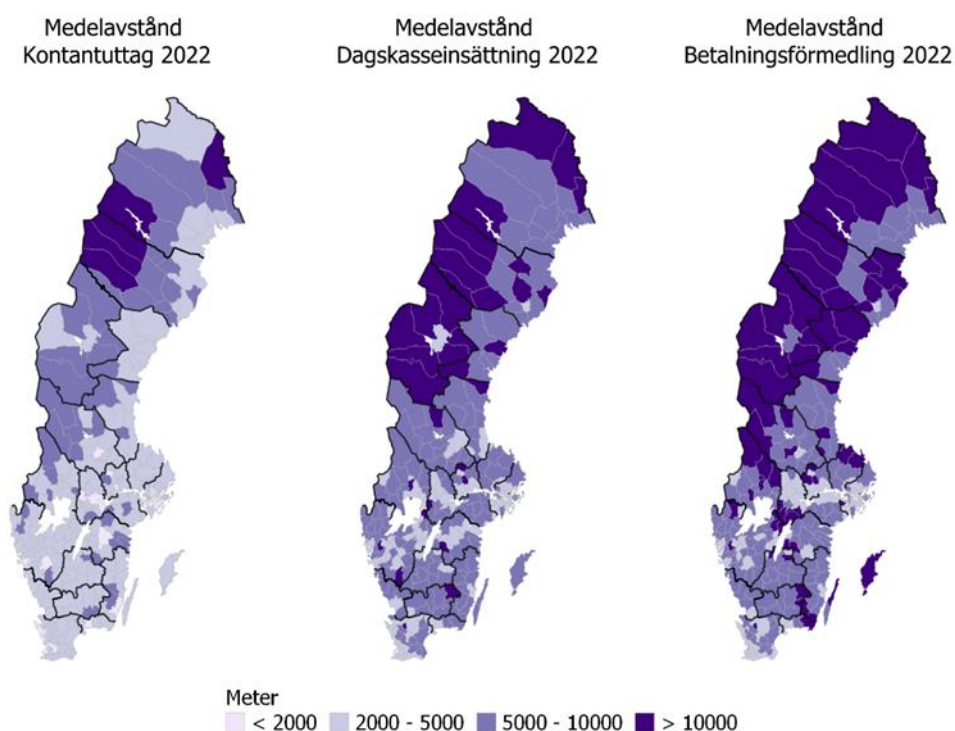 Medelavstånd
Kontantuttag 2022
Medelavstånd
Dagskasseinsättning 2022
Medelavstånd
Betalningsförmedling 2022
Meter
< 2000 2000 - 5000 5000 - 10000 > 10000